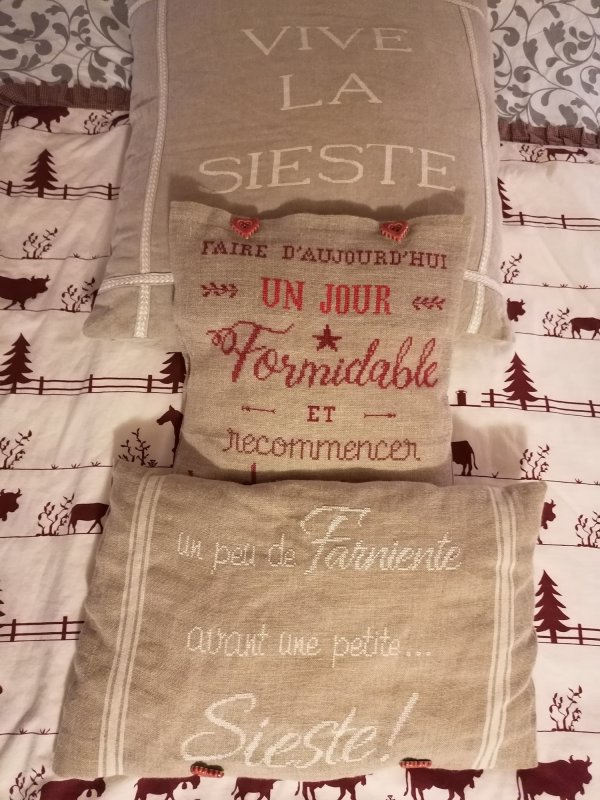 VIVE
LA
SIESTE
FAIRE D'AUJOURD'HUI
UN JOUR
Formidable
ET
recommencer
un peu de Farniente
avant une petite...
Sieste!